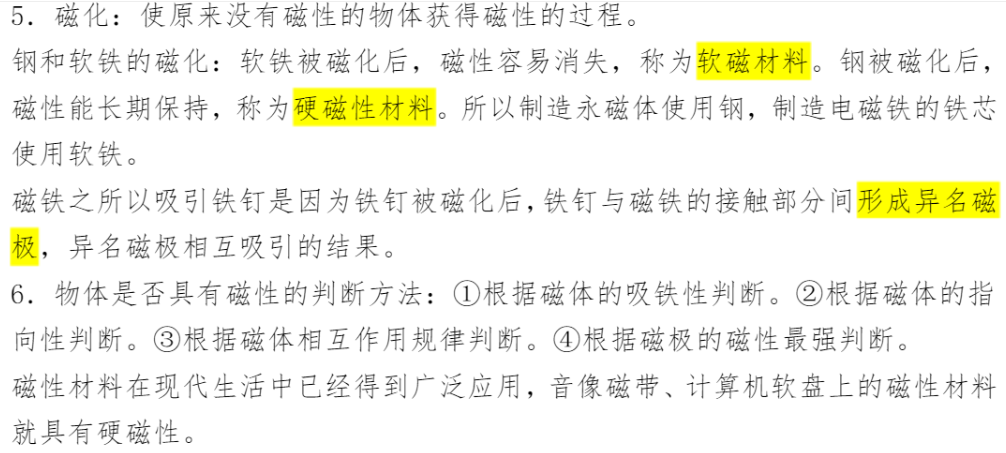 5．磁化：使原来没有磁性的物体获得磁性的过程。
钢和软铁的磁化：软铁被磁化后，磁性容易消失，称为软磁材料。钢被磁化后，
磁性能长期保持，称为硬磁性材料。所以制造永磁体使用钢，制造电磁铁的铁芯
使用软铁。
磁铁之所以吸引铁钉是因为铁钉被磁化后，铁钉与磁铁的接触部分间形成异名磁
极，异名磁极相互吸引的结果。
6．物体是否具有磁性的判断方法：①根据磁体的吸铁性判断。②根据磁体的指
向性判断。③根据磁体相互作用规律判断。④根据磁极的磁性最强判断。
磁性材料在现代生活中已经得到广泛应用，音像磁带、计算机软盘上的磁性材料
就具有硬磁性。